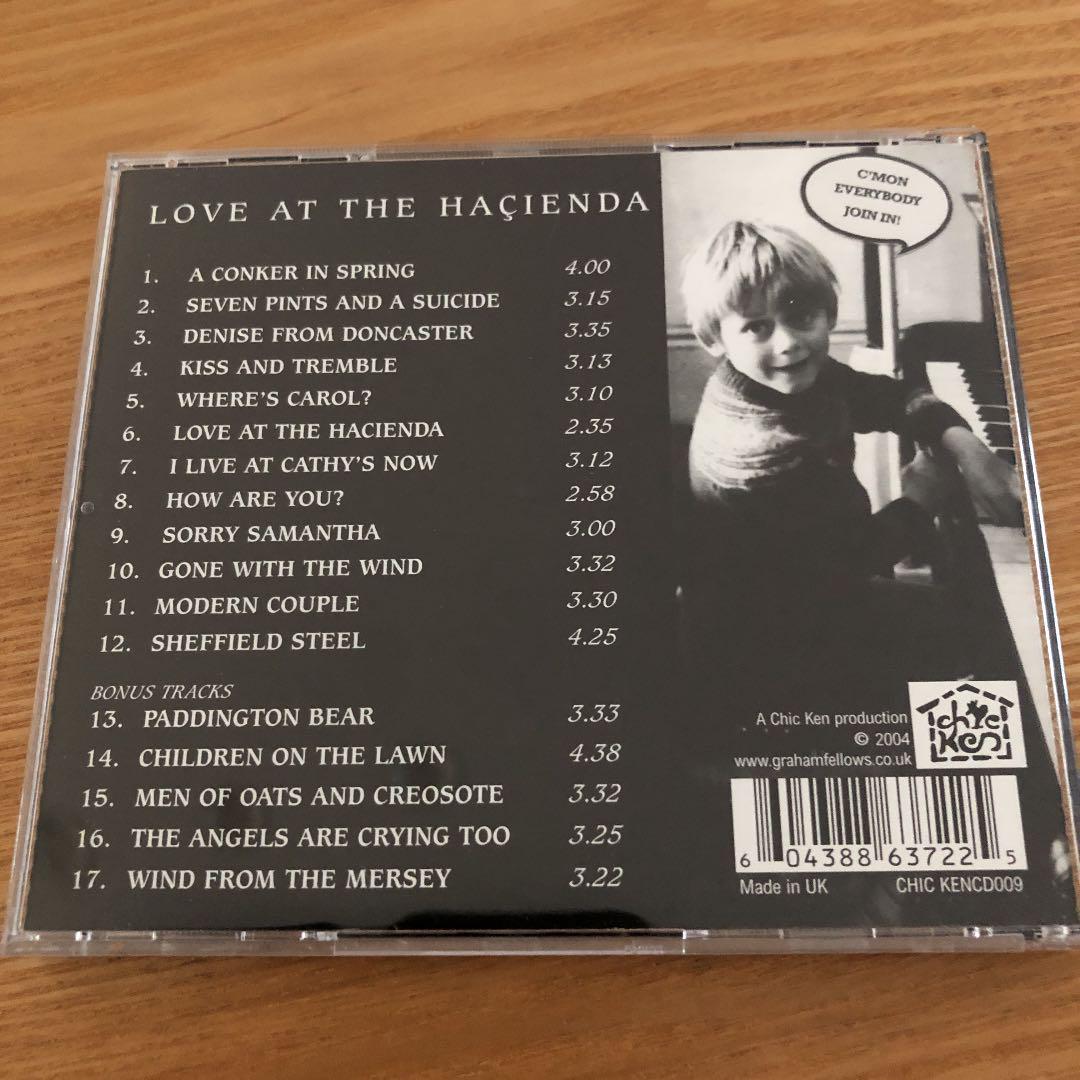 LOVE AT THE HAÇIENDA
1. A CONKER IN SPRING 4.00
2. SEVEN PINTS AND A SUICIDE 3.15
3. DENISE FROM DONCASTER 3.35
4. KISS AND TREMBLE 3.13
5. WHERE'S CAROL? 3.10
6. LOVE AT THE HACIENDA 2.35
7. I LIVE AT CATHY'S NOW 3.12
8. HOW ARE YOU? 2.58
9. SORRY SAMANTHA 3.00
10. GONE WITH THE WIND 3.32
11. MODERN COUPLE 3.30
12. SHEFFIELD STEEL 4.25
BONUS TRACKS
13. PADDINGTON BEAR 3.33
14. CHILDREN ON THE LAWN 4.38
15. MEN OF OATS AND CREOSOTE 3.32
16. THE ANGELS ARE CRYING TOO 3.25
17. WIND FROM THE MERSEY 3.22
C'MON
EVERYBODY
JOIN IN!
A Chic Ken production
© 2004
www.grahamfellows.co.uk
chic
Ken
6 04388 63722 5
Made in UK CHIC KENCD009